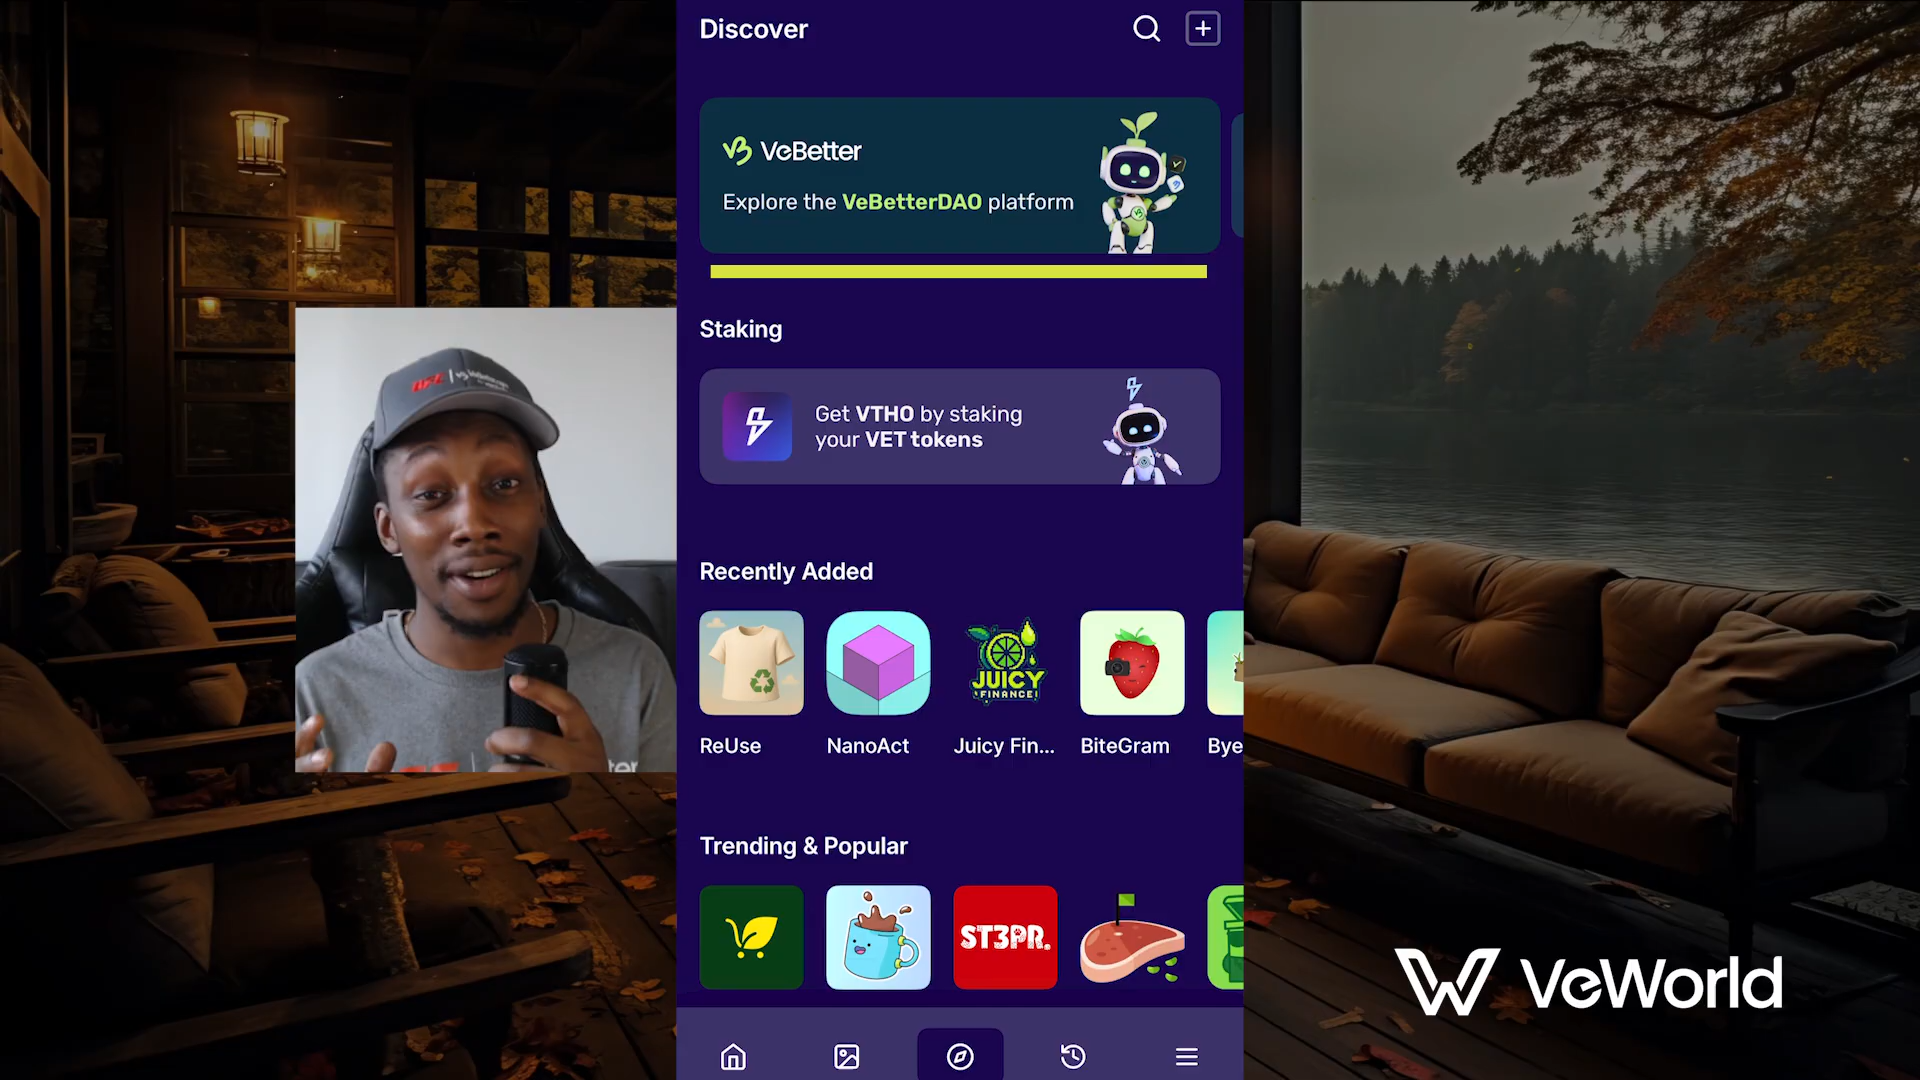 Discover
VeBetter
Explore the VeBetterDAO platform
Staking
Get VTHO by staking
your VET tokens
Recently Added
JUICY
FINANCE!
ReUse
NanoAct
Juicy Fin...
BiteGram
Bye
Trending & Popular
ST3PR.
UFC
VeWorld